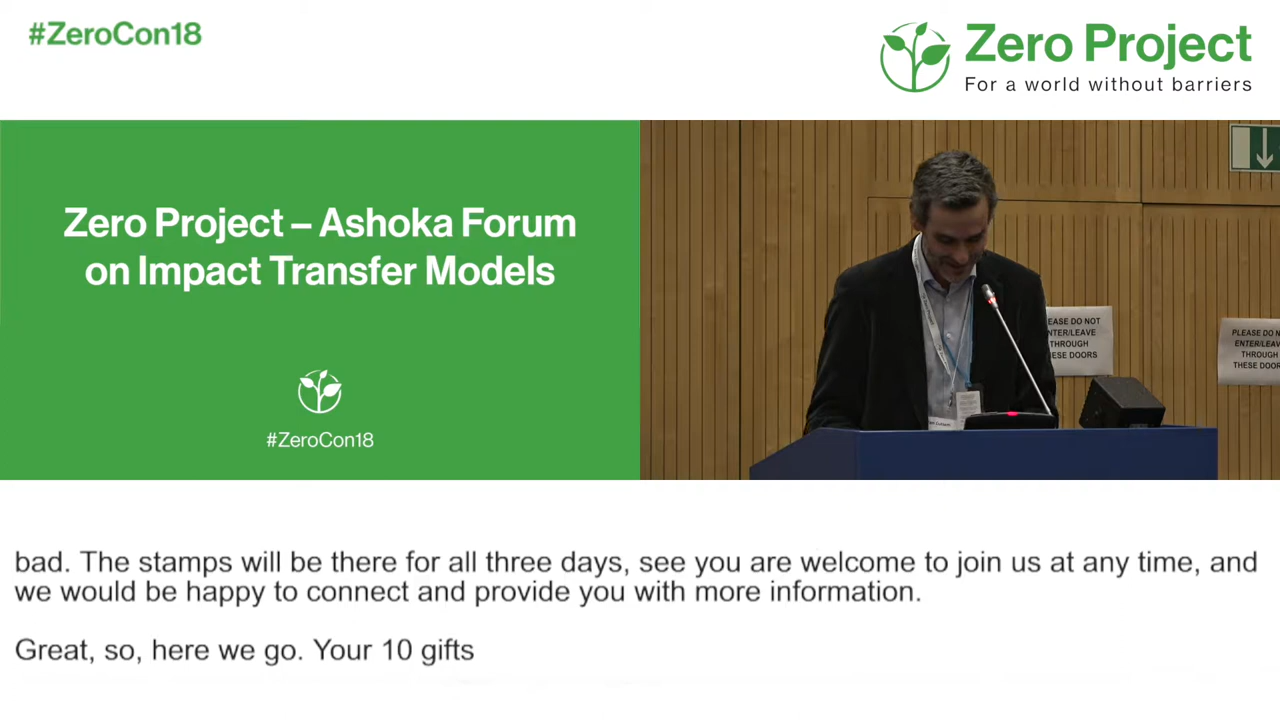 #ZeroCon18
Zero Project
For a world without barriers
Zero Project – Ashoka Forum
on Impact Transfer Models
#ZeroCon18
EASE DO NOT
NTER/LEAVE
THROUGH
ESE DOORS
PLEASE DO N
ENTER/LEAV
THROUGH
THESE DOOR
bad. The stamps will be there for all three days, see you are welcome to join us at any time, and
we would be happy to connect and provide you with more information.
Great, so, here we go. Your 10 gifts